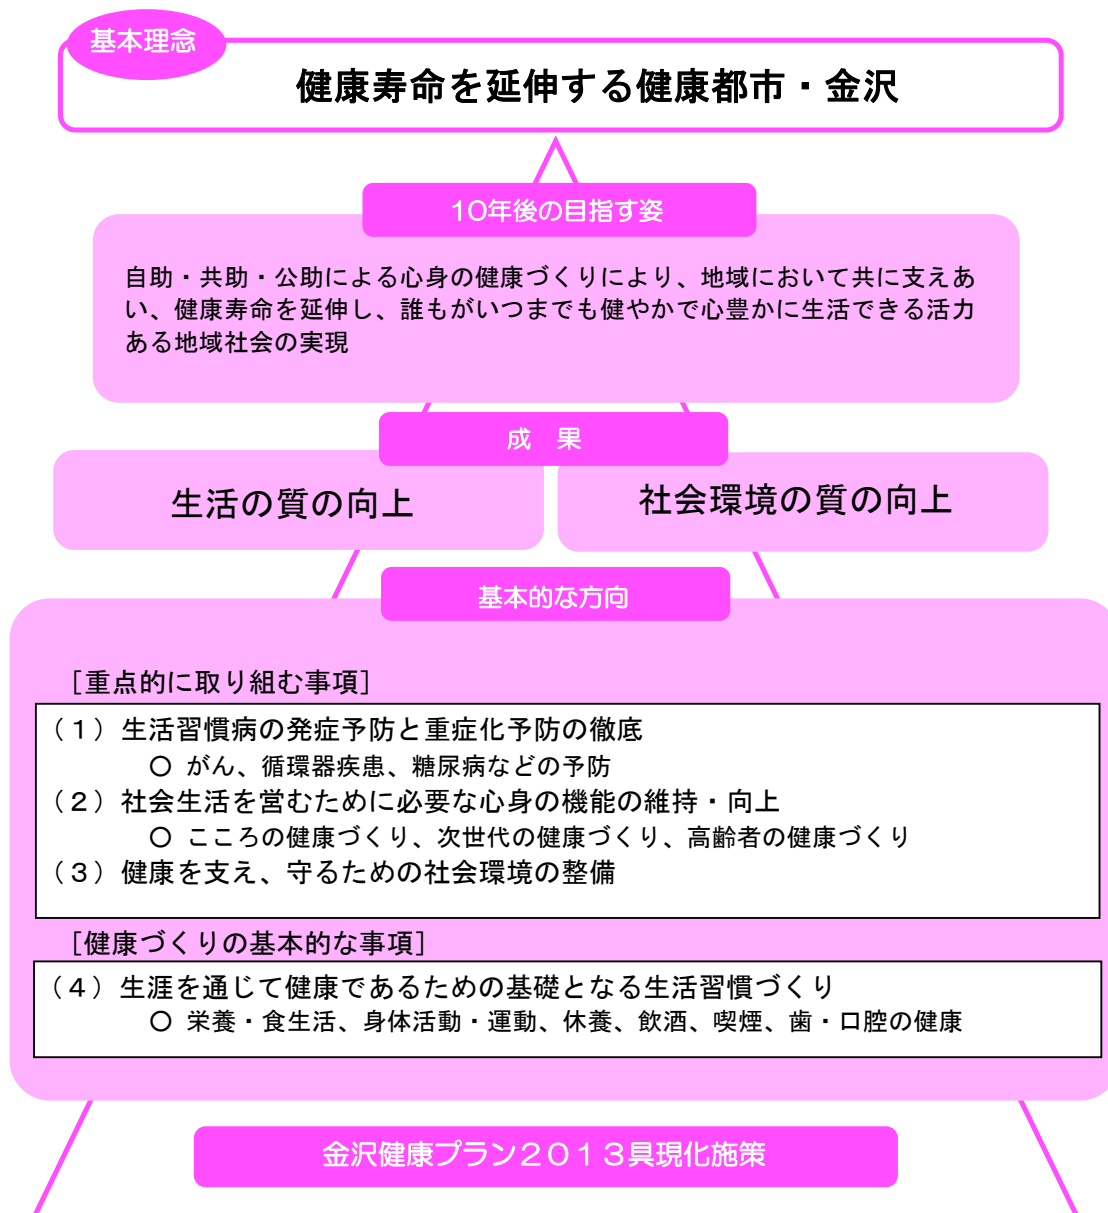 基本理念
健康寿命を延伸する健康都市・金沢
10年後の目指す姿
自助・共助・公助による心身の健康づくりにより、地域において共に支えあ
い、健康寿命を延伸し、誰もがいつまでも健やかで心豊かに生活できる活力
ある地域社会の実現
成　果
生活の質の向上
社会環境の質の向上
基本的な方向
［重点的に取り組む事項］
（１）生活習慣病の発症予防と重症化予防の徹底
○ がん、循環器疾患、糖尿病などの予防
（２）社会生活を営むために必要な心身の機能の維持・向上
○ こころの健康づくり、次世代の健康づくり、高齢者の健康づくり
（３）健康を支え、守るための社会環境の整備
［健康づくりの基本的な事項］
（４）生涯を通じて健康であるための基礎となる生活習慣づくり
○ 栄養・食生活、身体活動・運動、休養、飲酒、喫煙、歯・口腔の健康
金沢健康プラン２０１３具現化施策